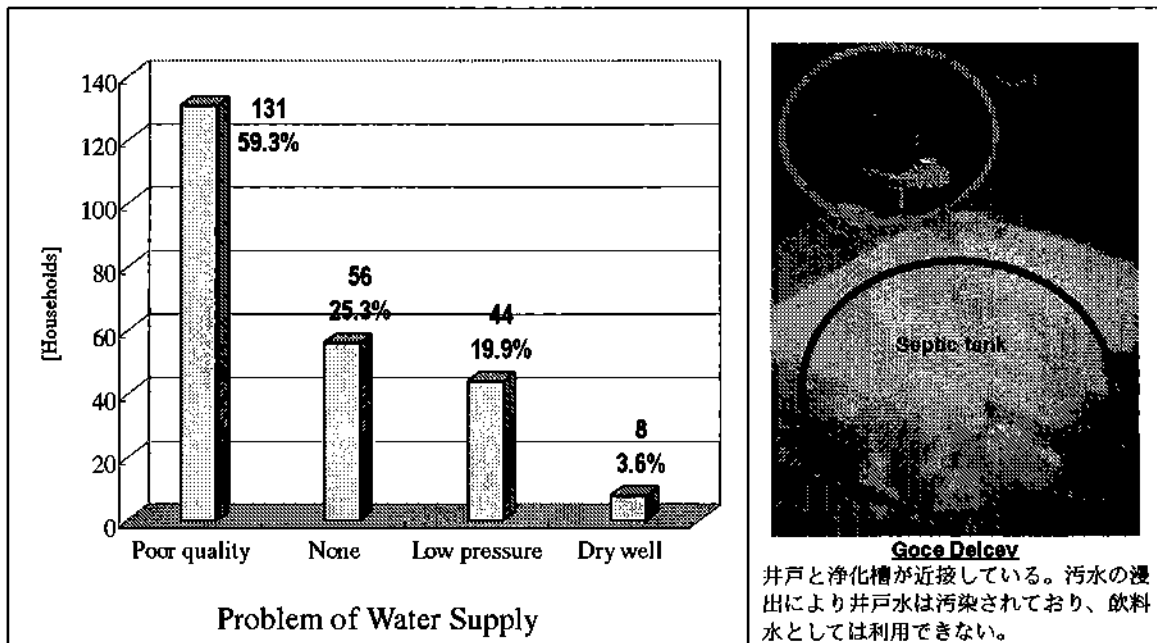 140
120
100
80
60
40
20
0
[Households]
131
59.3%
56
25.3%
44
19.9%
8
3.6%
Poor quality
None
Low pressure
Dry well
Problem of Water Supply
Septic tank
Goce Delcev
井戸と浄化槽が近接している。汚水の浸
出により井戸水は汚染されており、飲料
水としては利用できない。